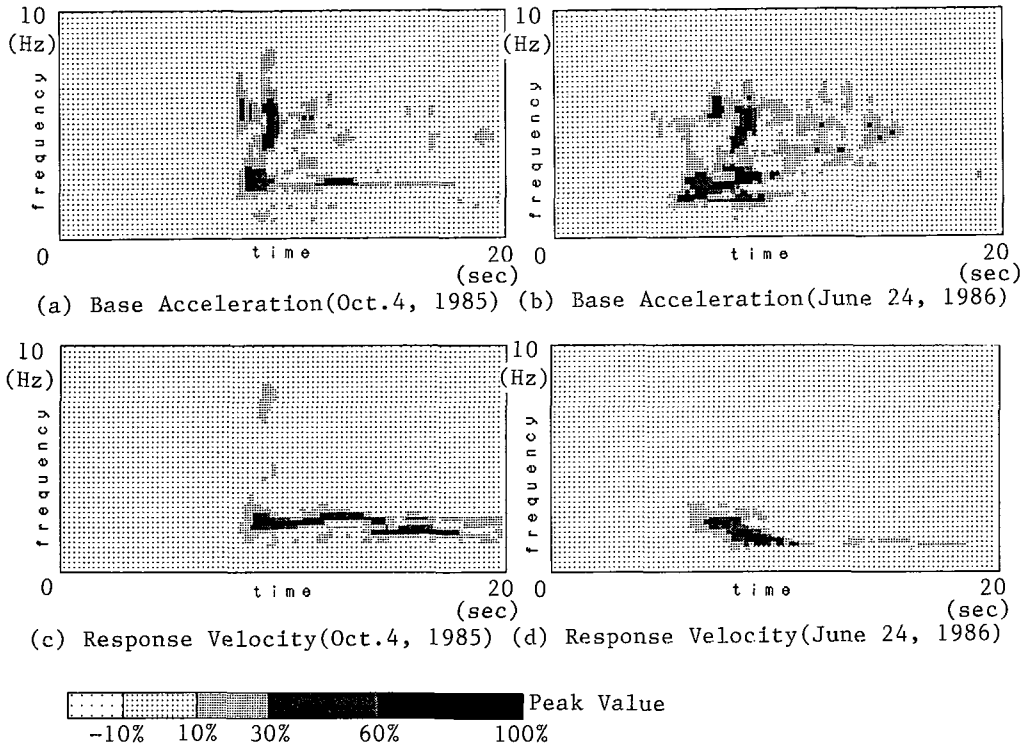 10
(Hz)
frequency
0
time
20
(sec)
(a) Base Acceleration(Oct.4, 1985)
10
(Hz)
frequency
0
time
20
(sec)
(b) Base Acceleration(June 24, 1986)
10
(Hz)
frequency
0
time
20
(sec)
(c) Response Velocity(Oct.4, 1985)
10
(Hz)
frequency
0
time
20
(sec)
(d) Response Velocity(June 24, 1986)
Peak Value
-10% 10% 30% 60% 100%